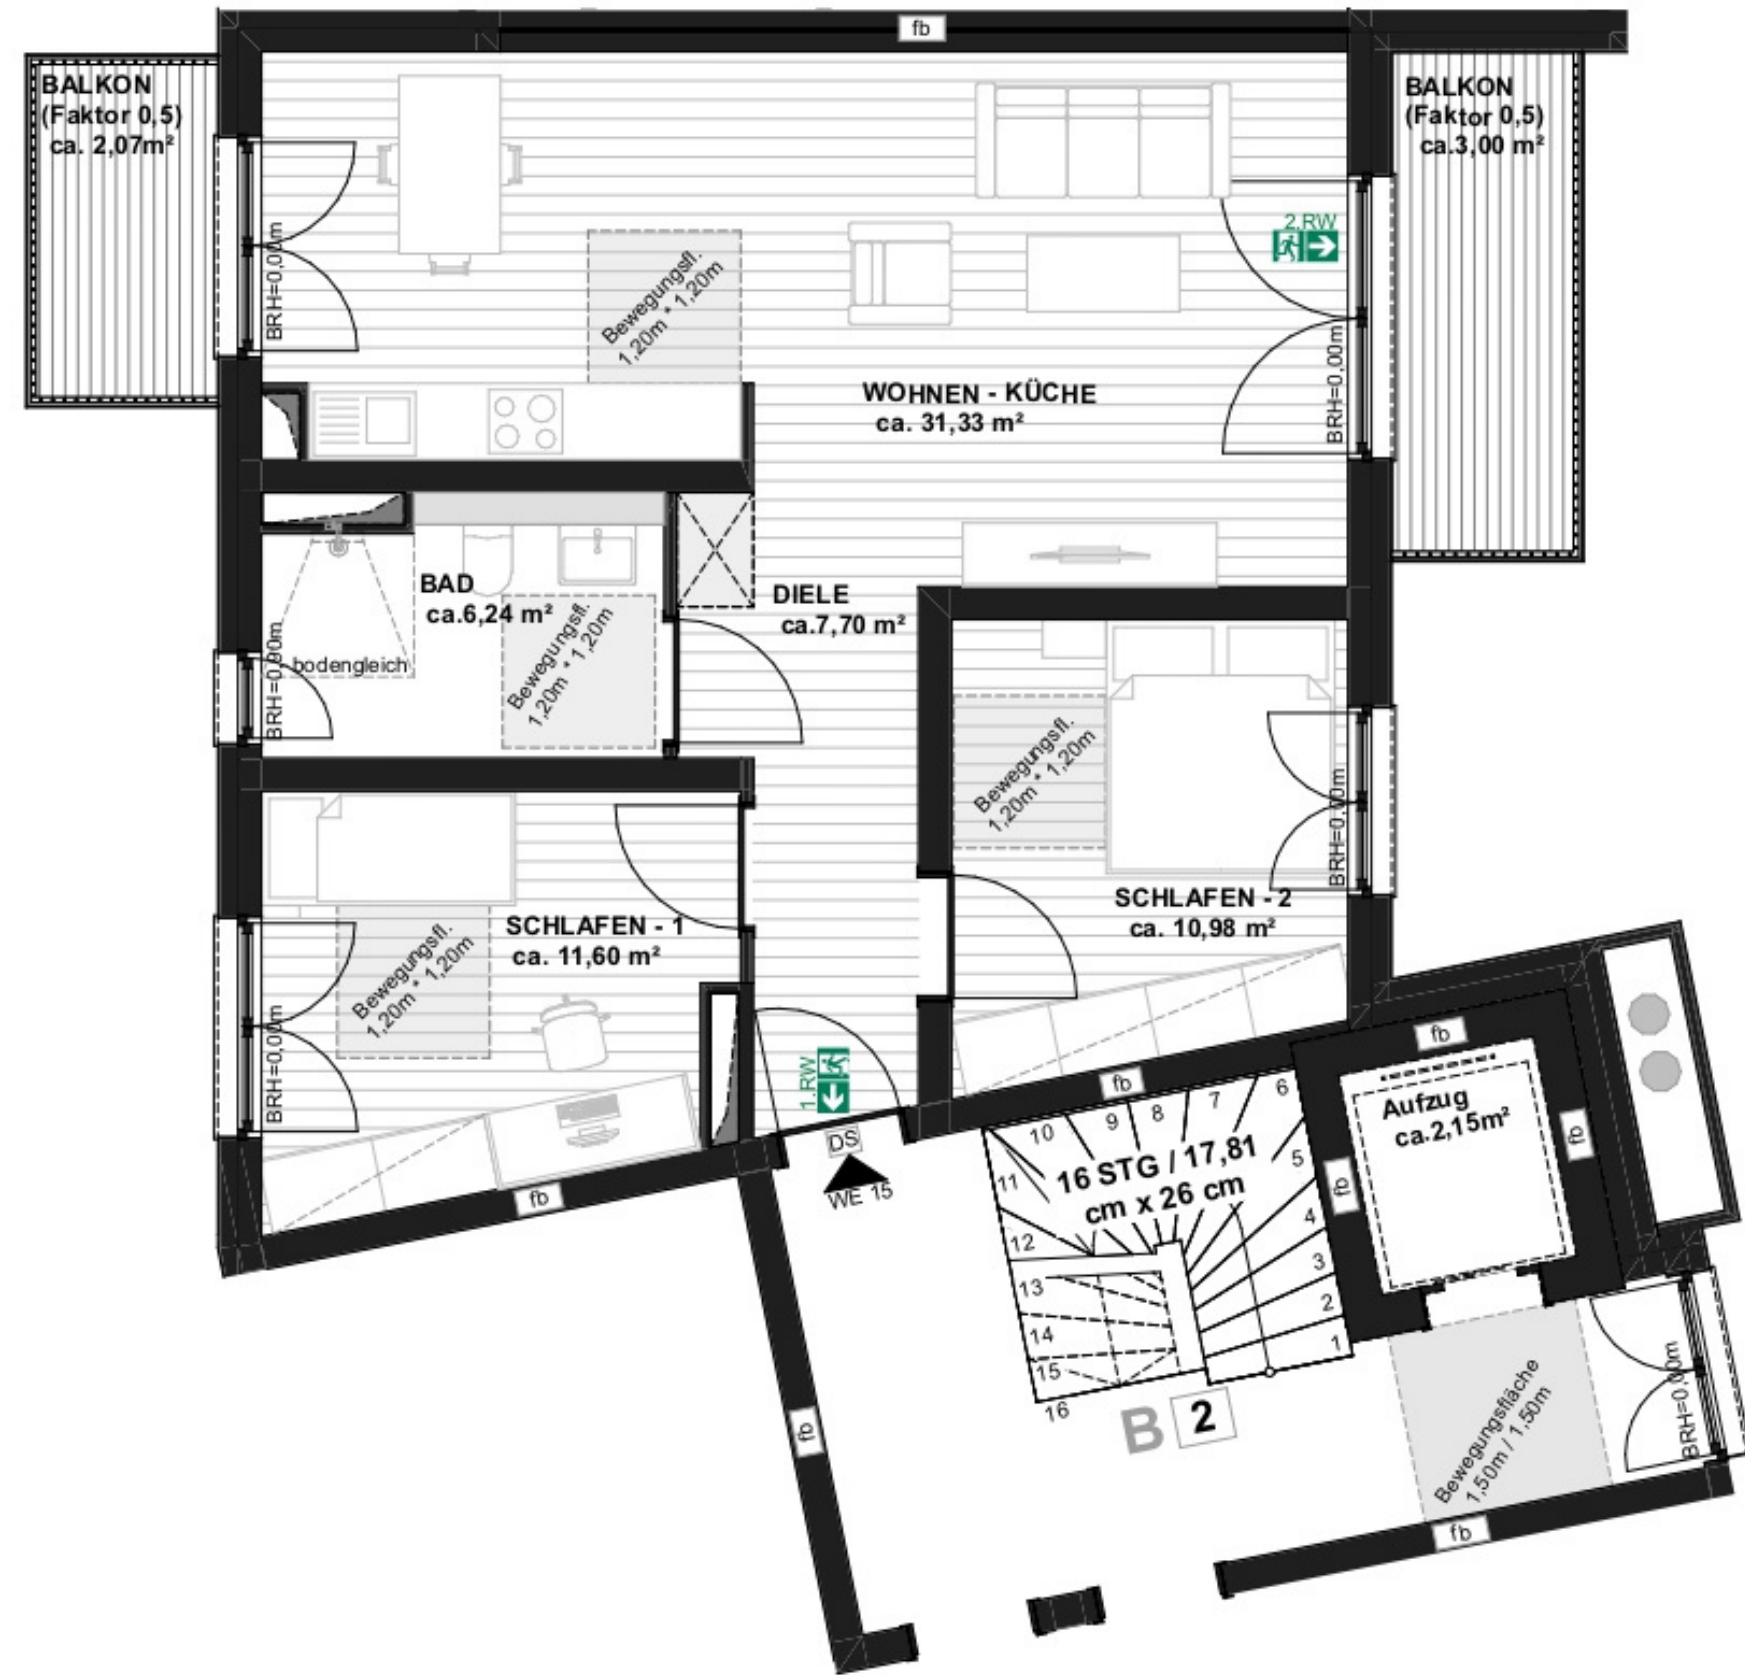 fb
BALKON
(Faktor 0,5)
ca. 2,07m²
BALKON
(Faktor 0,5)
ca.3,00 m²
BRH=0,00m
Bewegungsfl.
1,20m * 1,20m
2.RW
WOHNEN - KÜCHE
ca. 31,33 m²
BRH=0,00m
BAD
ca.6,24 m²
bodengleich
BRH=0,90m
Bewegungsfl.
1,20m * 1,20m
DIELE
ca.7,70 m²
Bewegungsfl.
1,20m * 1,20m
BRH=0,00m
SCHLAFEN - 2
ca. 10,98 m²
SCHLAFEN - 1
ca. 11,60 m²
Bewegungsfl.
1,20m * 1,20m
BRH=0,00m
1.RW
fb
DS
WE 15
fb
fb
Aufzug
ca.2,15m²
fb
fb
16 STG / 17,81
cm x 26 cm
1
2
3
4
5
6
7
8
9
10
11
12
13
14
15
16
B 2
fb
Bewegungsfläche
1,50m / 1,50m
BRH=0,00m
fb